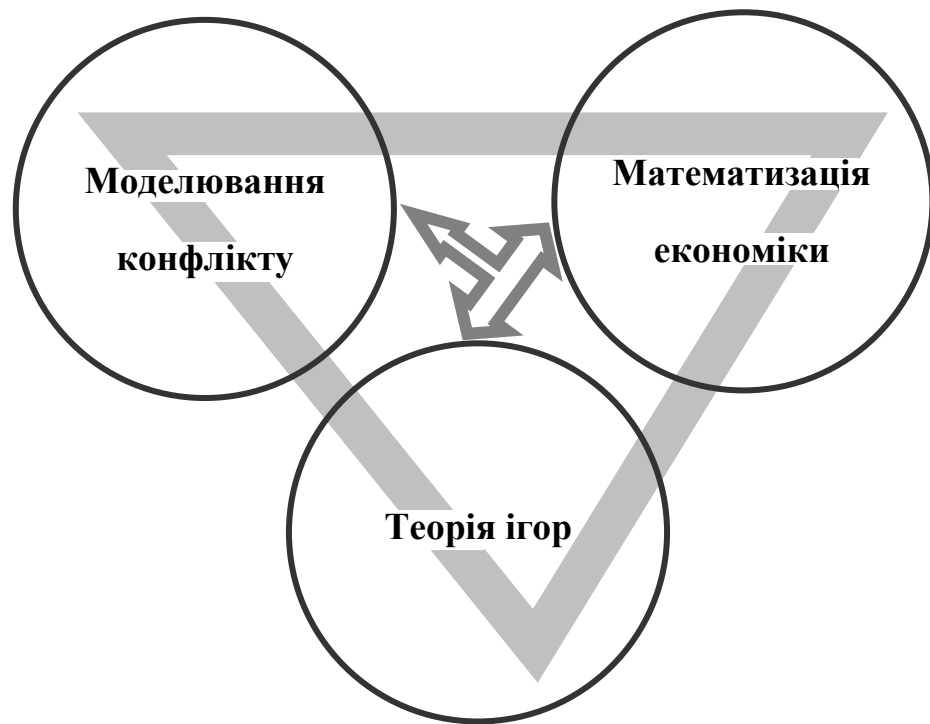 Моделювання
конфлікту
Математизація
економіки
Теорія ігор